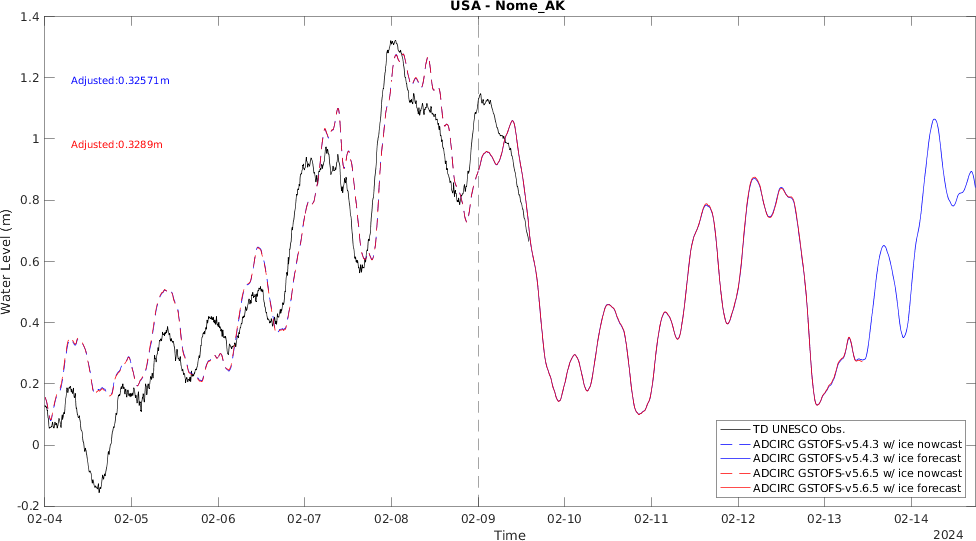 USA - Nome_AK
1.4
1.2
1
0.8
0.6
0.4
0.2
0
-0.2
Water Level (m)
Adjusted:0.32571m
Adjusted:0.3289m
TD UNESCO Obs.
ADCIRC GSTOFS-v5.4.3 w/ ice nowcast
ADCIRC GSTOFS-v5.4.3 w/ ice forecast
ADCIRC GSTOFS-v5.6.5 w/ ice nowcast
ADCIRC GSTOFS-v5.6.5 w/ ice forecast
02-04 02-05 02-06 02-07 02-08 02-09 02-10 02-11 02-12 02-13 02-14
Time
2024